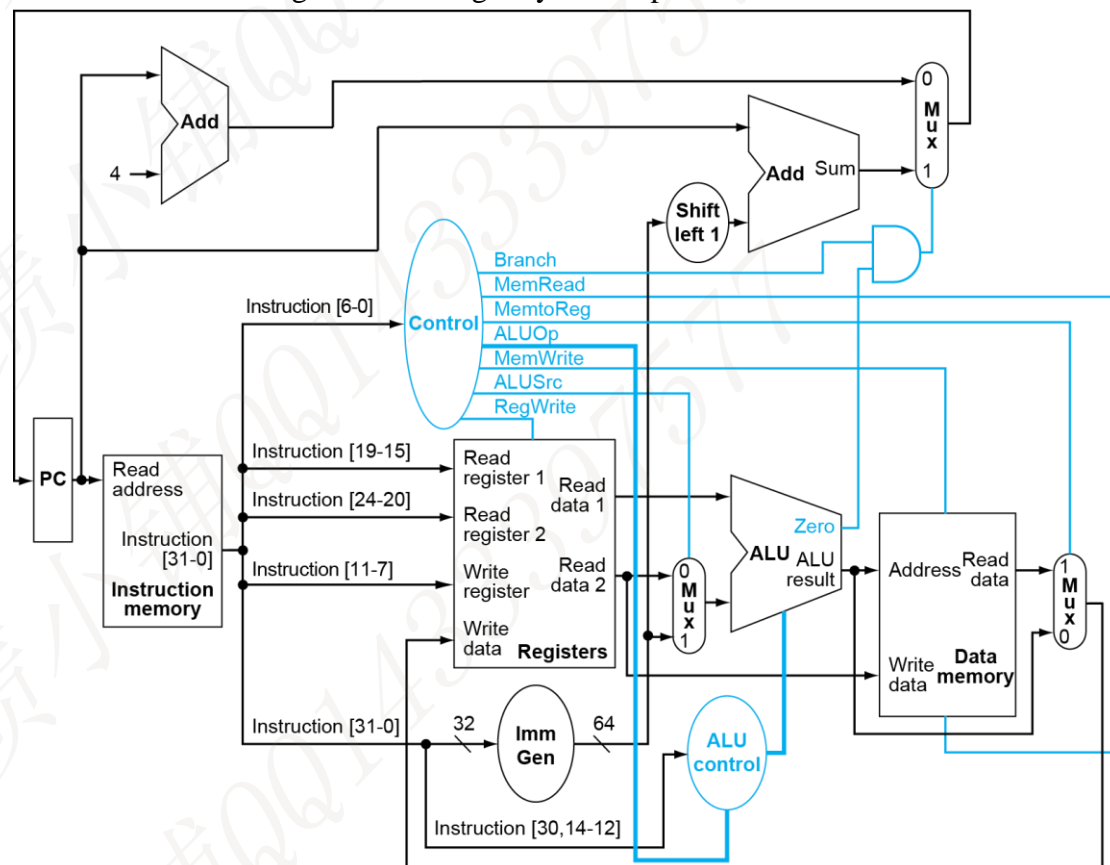 Add
4
Add Sum
0
M
u
x
1
Shift
left 1
Branch
MemRead
MemtoReg
ALUOp
MemWrite
ALUSrc
RegWrite
Instruction [6-0]
Control
PC
Read
address
Instruction
[31-0]
Instruction
memory
Instruction [19-15]
Instruction [24-20]
Instruction [11-7]
Read
register 1
Read
register 2
Write
register
Write
data
Read
data 1
Read
data 2
Registers
0
M
u
x
1
Zero
ALU
ALU
result
Address
Read
data
Write
data
Data
memory
1
M
u
x
0
Instruction [31-0]
32
Imm
Gen
64
ALU
control
Instruction [30,14-12]